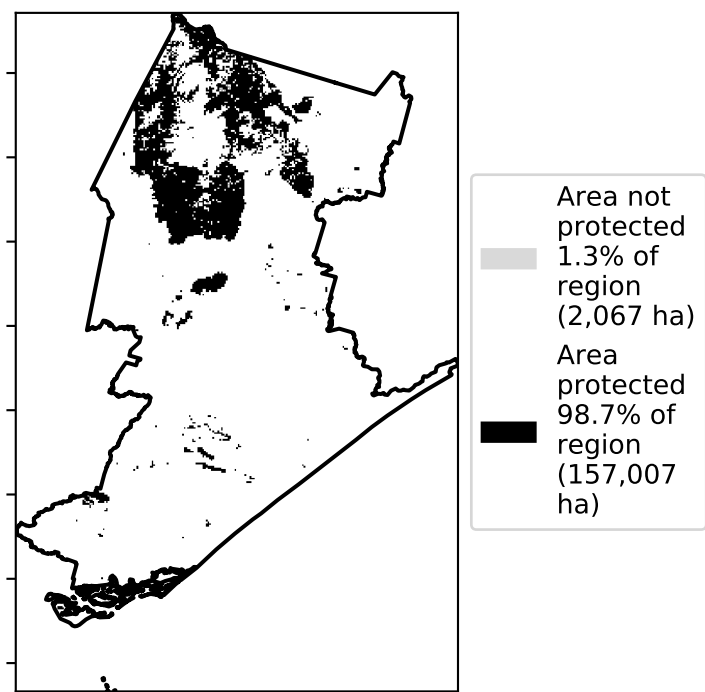 Area not
protected
1.3% of
region
(2,067 ha)
Area
protected
98.7% of
region
(157,007
ha)